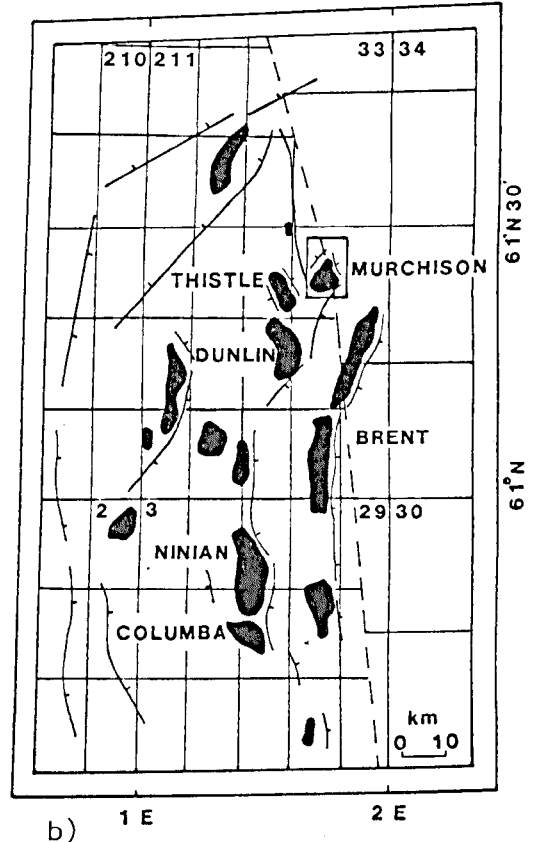 b)
210 211
33 34
61°N 30'
THISTLE
MURCHISON
DUNLIN
BRENT
61°N
2 3
29 30
NINIAN
COLUMBA
km
0 10
1 E
2 E